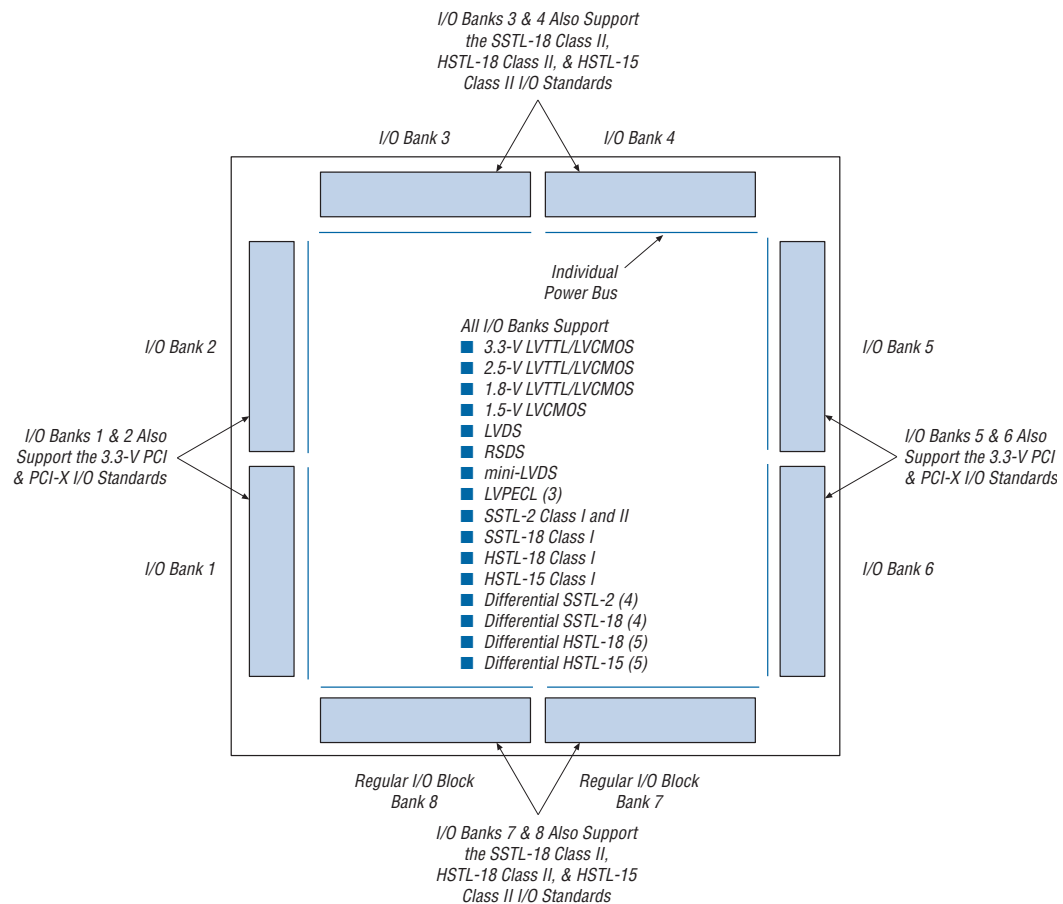 I/O Banks 3 & 4 Also Support
the SSTL-18 Class II,
HSTL-18 Class II, & HSTL-15
Class II I/O Standards
I/O Bank 3
I/O Bank 4
Individual
Power Bus
All I/O Banks Support
■ 3.3-V LVTTL/LVCMOS
■ 2.5-V LVTTL/LVCMOS
■ 1.8-V LVTTL/LVCMOS
■ 1.5-V LVCMOS
■ LVDS
■ RSDS
■ mini-LVDS
■ LVPECL (3)
■ SSTL-2 Class I and II
■ SSTL-18 Class I
■ HSTL-18 Class I
■ HSTL-15 Class I
■ Differential SSTL-2 (4)
■ Differential SSTL-18 (4)
■ Differential HSTL-18 (5)
■ Differential HSTL-15 (5)
I/O Bank 2
I/O Banks 1 & 2 Also
Support the 3.3-V PCI
& PCI-X I/O Standards
I/O Bank 1
I/O Bank 5
I/O Banks 5 & 6 Also
Support the 3.3-V PCI
& PCI-X I/O Standards
I/O Bank 6
Regular I/O Block
Bank 8
Regular I/O Block
Bank 7
I/O Banks 7 & 8 Also Support
the SSTL-18 Class II,
HSTL-18 Class II, & HSTL-15
Class II I/O Standards